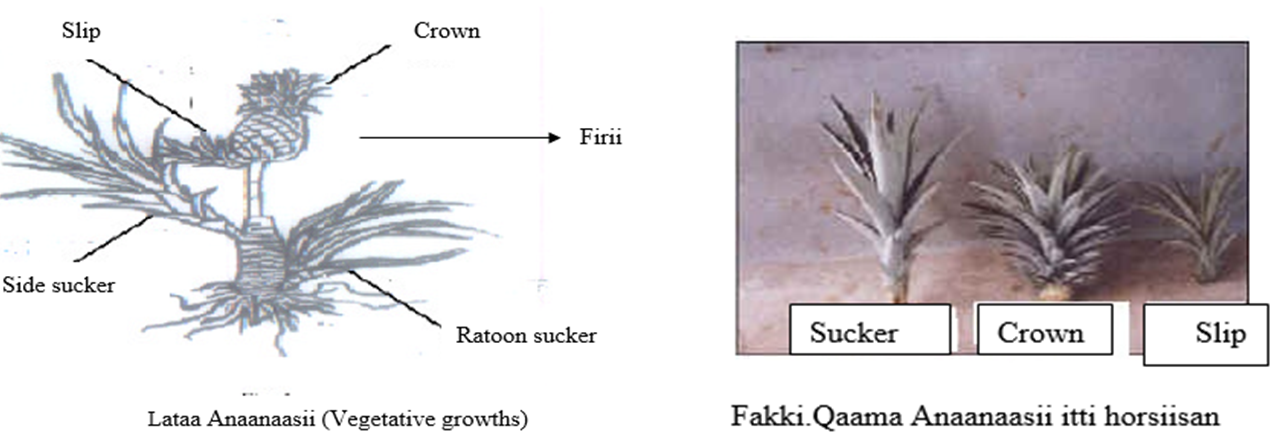 Slip
Crown
Firii
Side sucker
Ratoon sucker
Lataa Anaanaasii (Vegetative growths)
Sucker
Crown
Slip
Fakki.Qaama Anaanaasii itti horsiisan